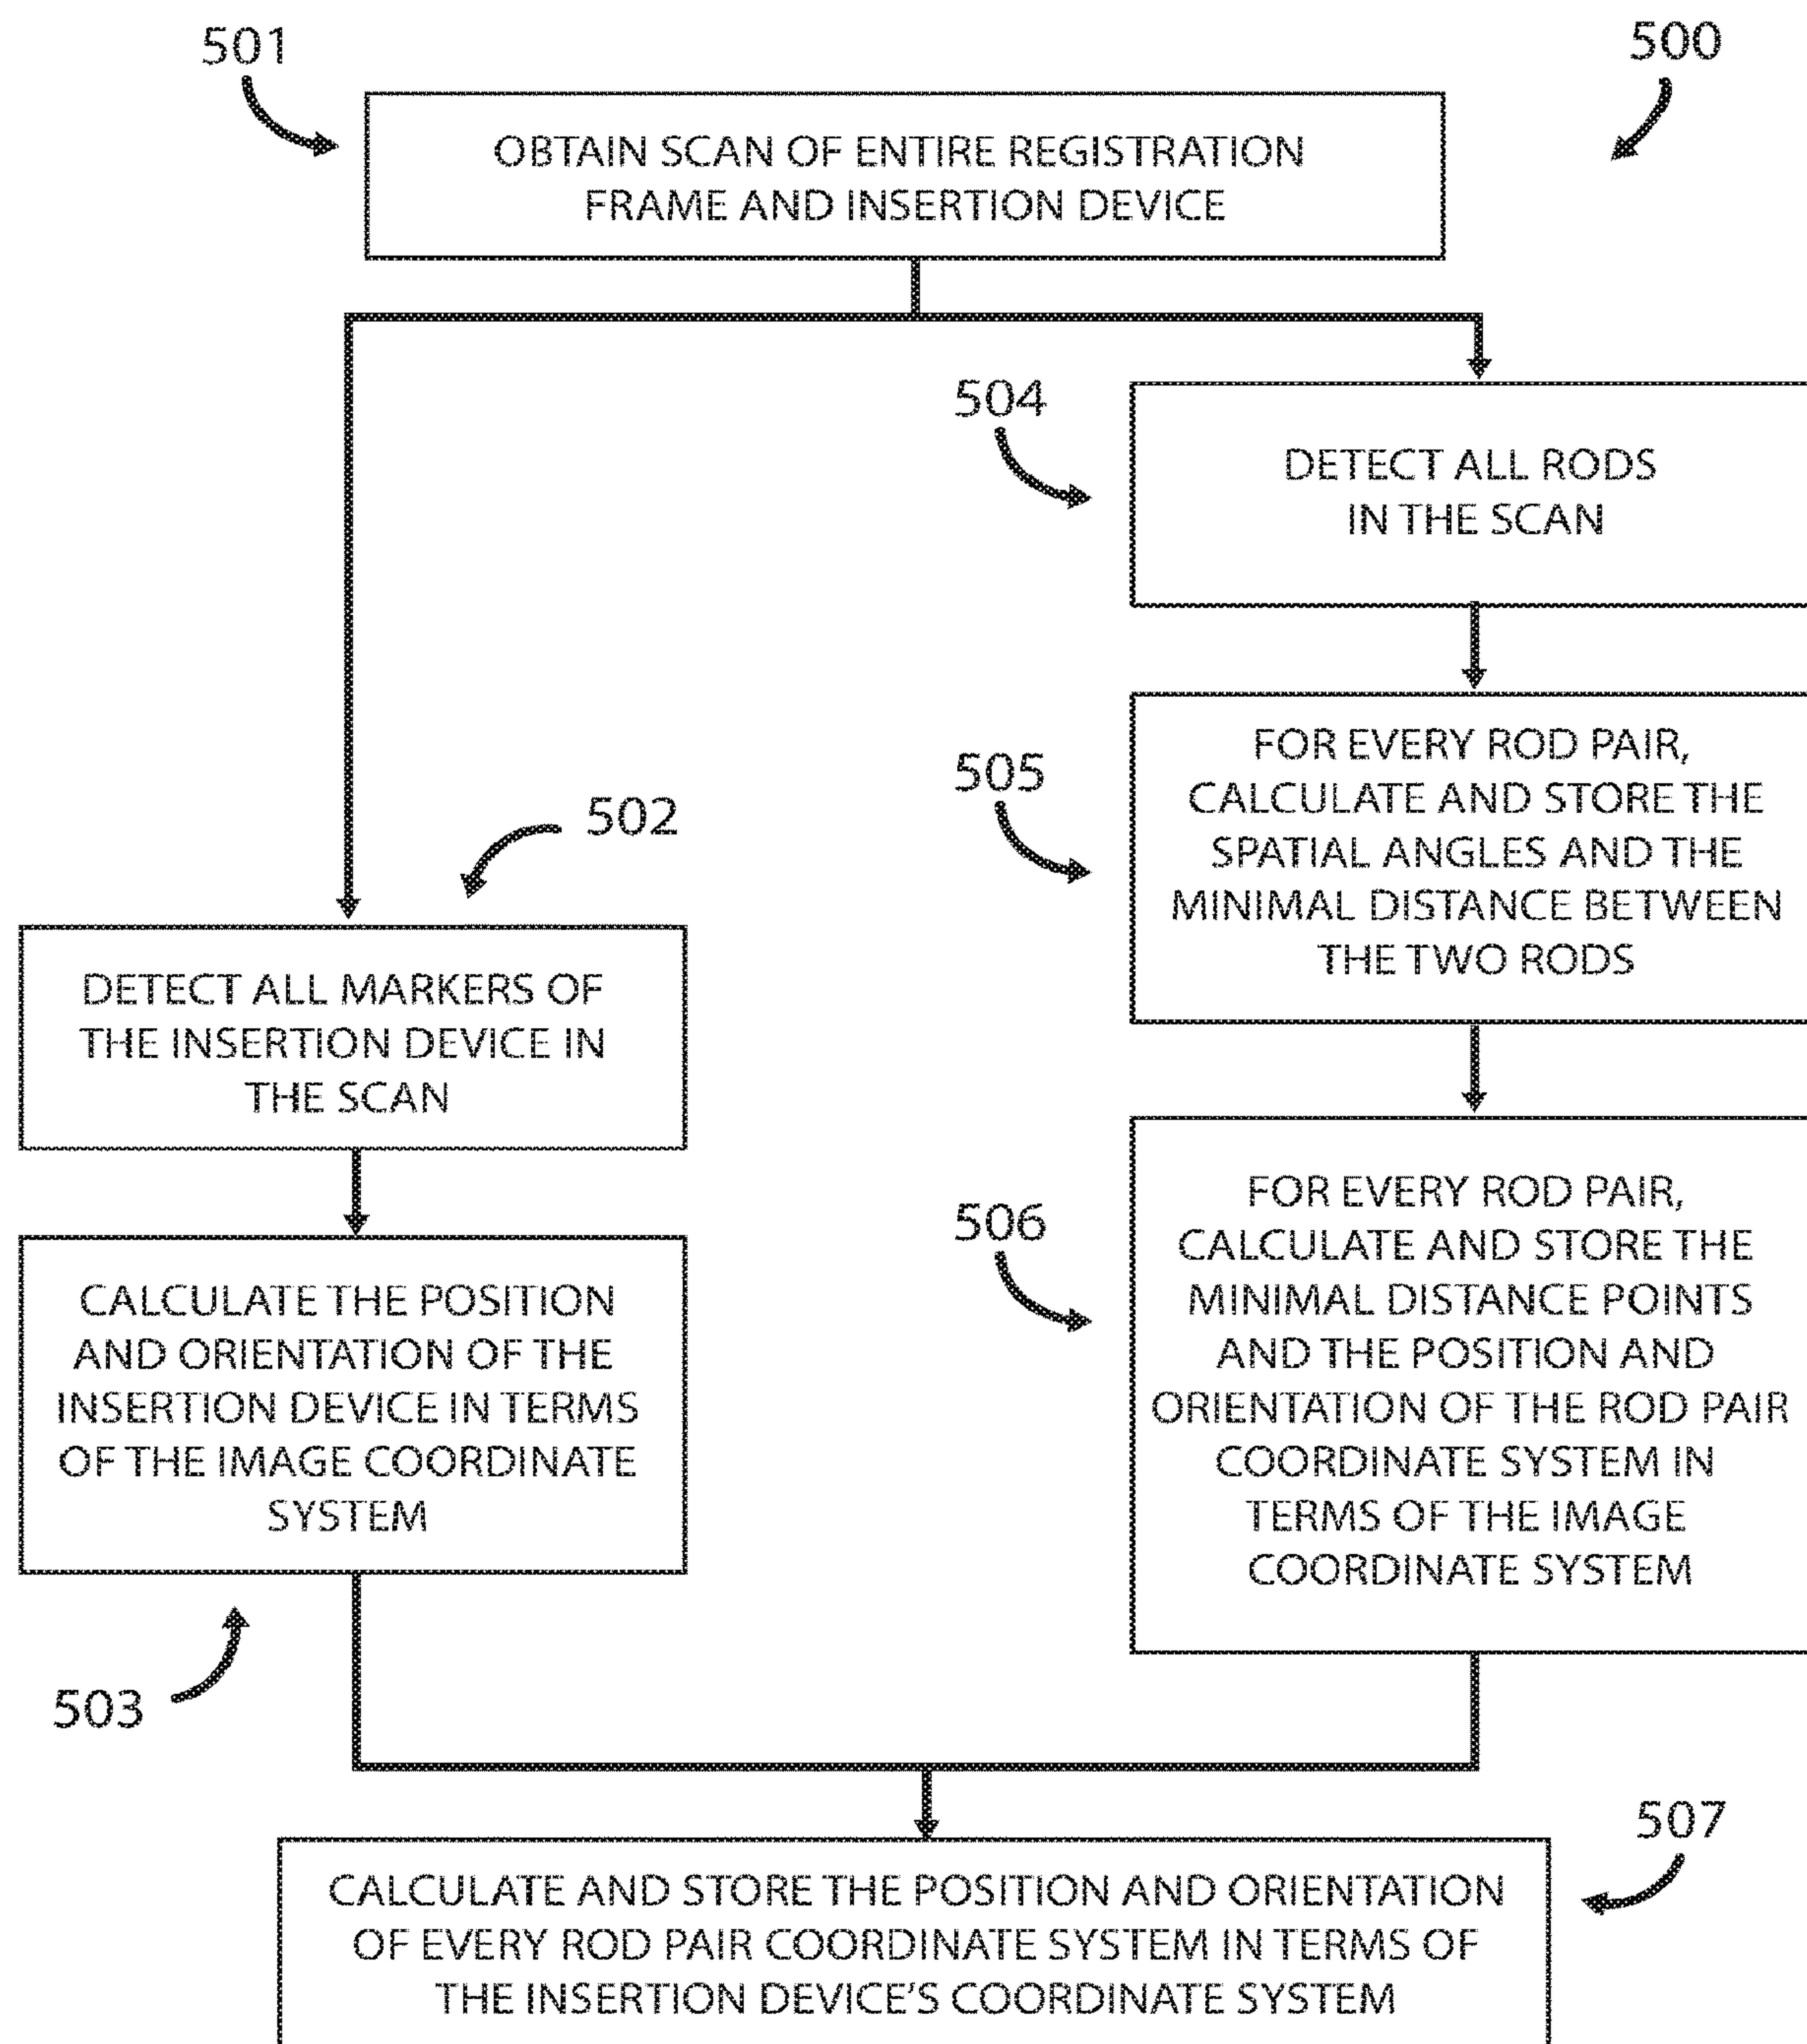 501
500
OBTAIN SCAN OF ENTIRE REGISTRATION
FRAME AND INSERTION DEVICE
504
DETECT ALL RODS
IN THE SCAN
505
FOR EVERY ROD PAIR,
CALCULATE AND STORE THE
SPATIAL ANGLES AND THE
MINIMAL DISTANCE BETWEEN
THE TWO RODS
502
DETECT ALL MARKERS OF
THE INSERTION DEVICE IN
THE SCAN
506
FOR EVERY ROD PAIR,
CALCULATE AND STORE THE
MINIMAL DISTANCE POINTS
AND THE POSITION AND
ORIENTATION OF THE ROD PAIR
COORDINATE SYSTEM IN
TERMS OF THE IMAGE
COORDINATE SYSTEM
CALCULATE THE POSITION
AND ORIENTATION OF THE
INSERTION DEVICE IN TERMS
OF THE IMAGE COORDINATE
SYSTEM
503
507
CALCULATE AND STORE THE POSITION AND ORIENTATION
OF EVERY ROD PAIR COORDINATE SYSTEM IN TERMS OF
THE INSERTION DEVICE'S COORDINATE SYSTEM